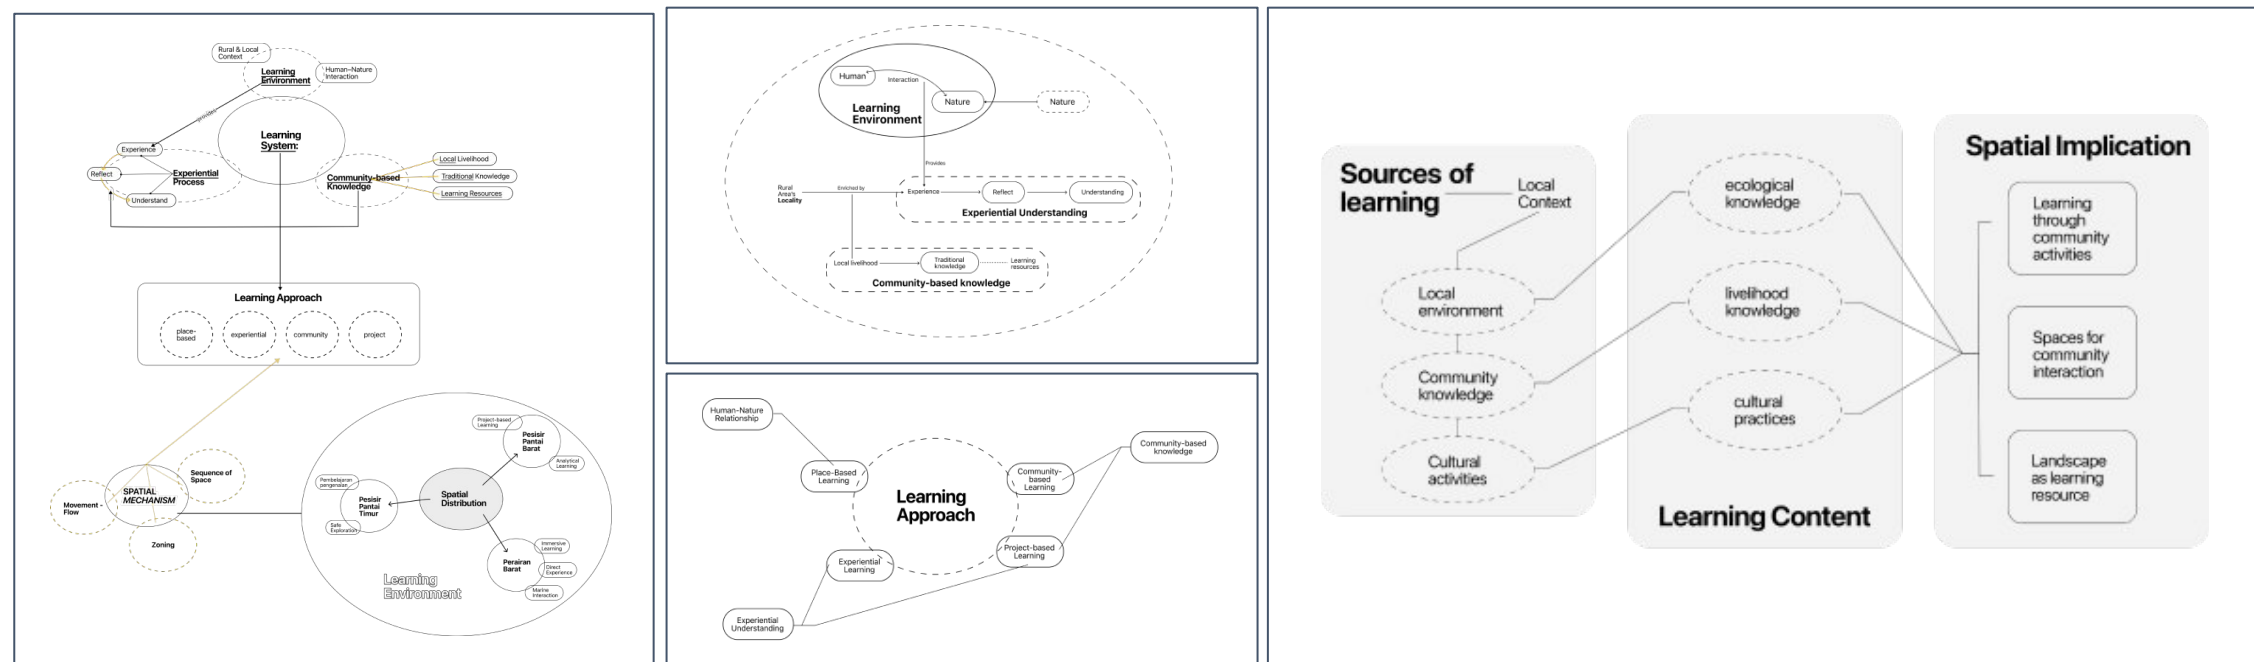 Rural & Local
Context
Learning
Environment
Human-Nature
Interaction
provides
Learning
System:
Experience
Reflect
Experiential
Process
Understand
Community-based
Knowledge
Local Livelihood
Traditional Knowledge
Learning Resources
Learning Approach
place-
based
experiential
community
project
SPATIAL
MECHANISM
Sequence of
Space
Movement -
Flow
Zoning
Project-based
Learning
Pesisir
Pantai
Barat
Analytical
Learning
Pembelajaran
pengenalan
Pesisir
Pantai
Timur
Safe
Exploration
Spatial
Distribution
Immersive
Learning
Perairan
Barat
Direct
Experience
Marine
Interaction
Learning
Environment
Human
Interaction
Nature
Nature
Learning
Environment
Provides
Rural
Area's
Locality
Enriched by
Experience
Reflect
Understanding
Experiential Understanding
Local livelihood
Traditional
knowledge
Learning
resources
Community-based knowledge
Human-Nature
Relationship
Place-Based
Learning
Learning
Approach
Community-
based
Learning
Community-based
knowledge
Experiential
Learning
Project-based
Learning
Experiential
Understanding
Sources of
learning
Local
Context
Local
environment
Community
knowledge
Cultural
activities
ecological
knowledge
livelihood
knowledge
cultural
practices
Learning Content
Spatial Implication
Learning
through
community
activities
Spaces for
community
interaction
Landscape
as learning
resource